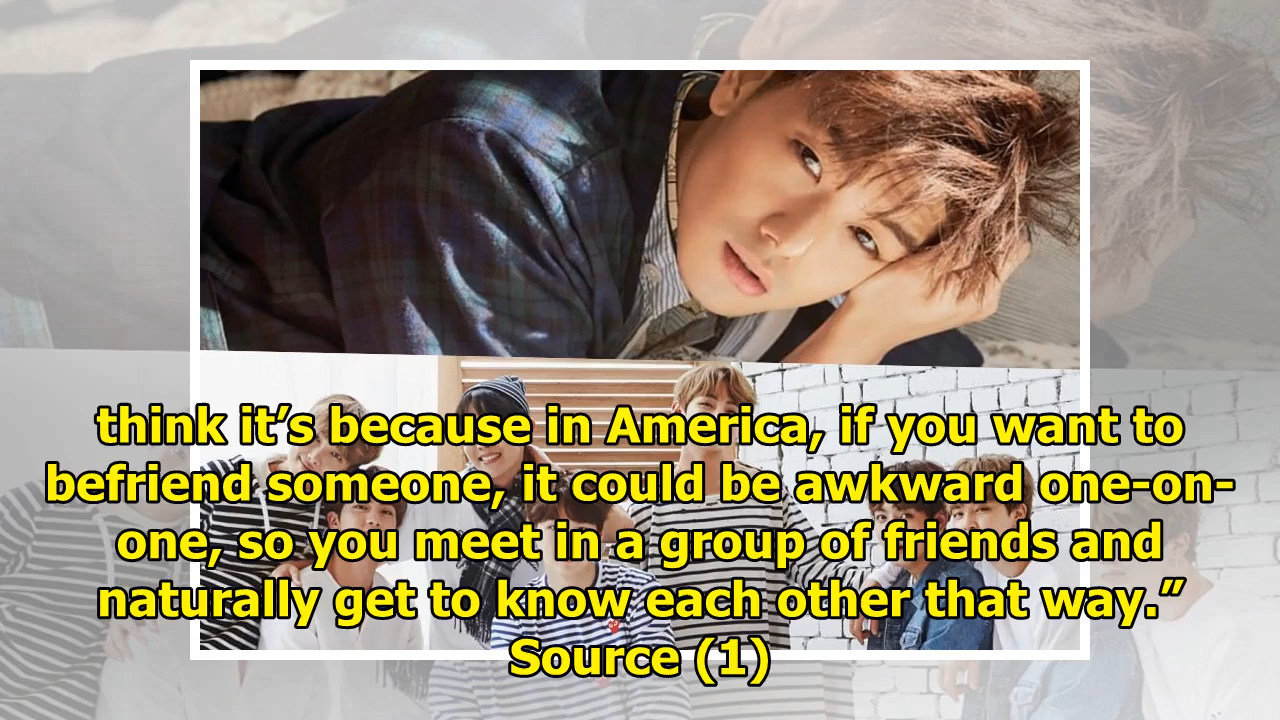 think it’s because in America, if you want to
befriend someone, it could be awkward one-on-
one, so you meet in a group of friends and
naturally get to know each other that way.”
Source (1)